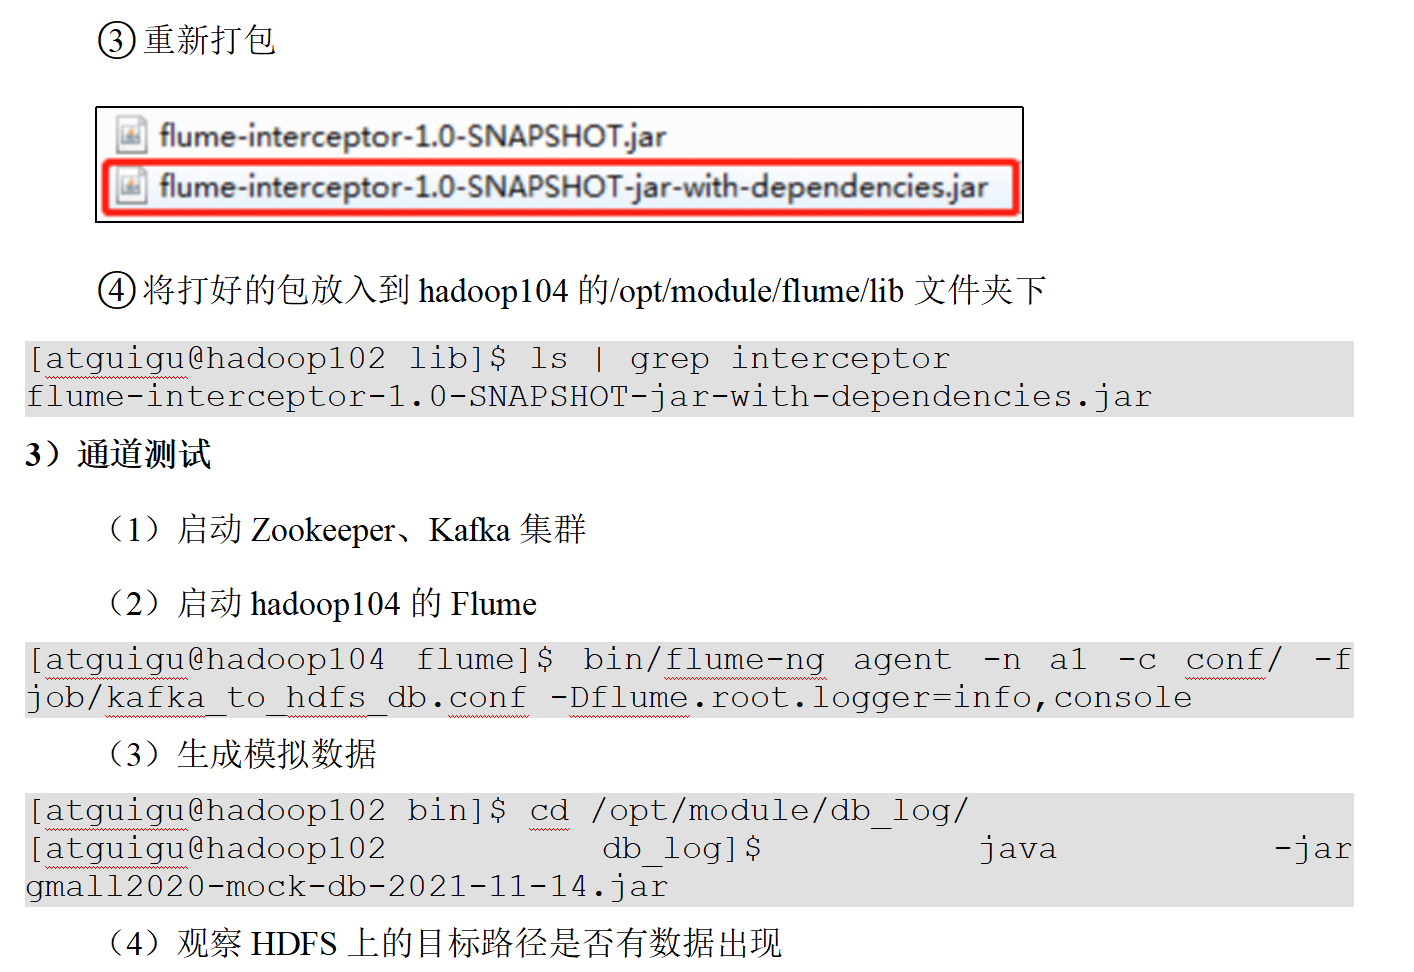 ③重新打包
flume-interceptor-1.0-SNAPSHOT.jar
flume-interceptor-1.0-SNAPSHOT-jar-with-dependencies.jar
④将打好的包放入到 hadoop104 的/opt/module/flume/lib 文件夹下
[atguigu@hadoop102 lib]$ ls | grep interceptor
flume-interceptor-1.0-SNAPSHOT-jar-with-dependencies.jar
3）通道测试
（1）启动 Zookeeper、Kafka 集群
（2）启动 hadoop104 的 Flume
[atguigu@hadoop104 flume]$ bin/flume-ng agent -n a1 -c conf/ -f
job/kafka_to_hdfs_db.conf -Dflume.root.logger=info,console
（3）生成模拟数据
[atguigu@hadoop102 bin]$ cd /opt/module/db_log/
[atguigu@hadoop102 db_log]$ java -jar
gmall2020-mock-db-2021-11-14.jar
（4）观察 HDFS 上的目标路径是否有数据出现